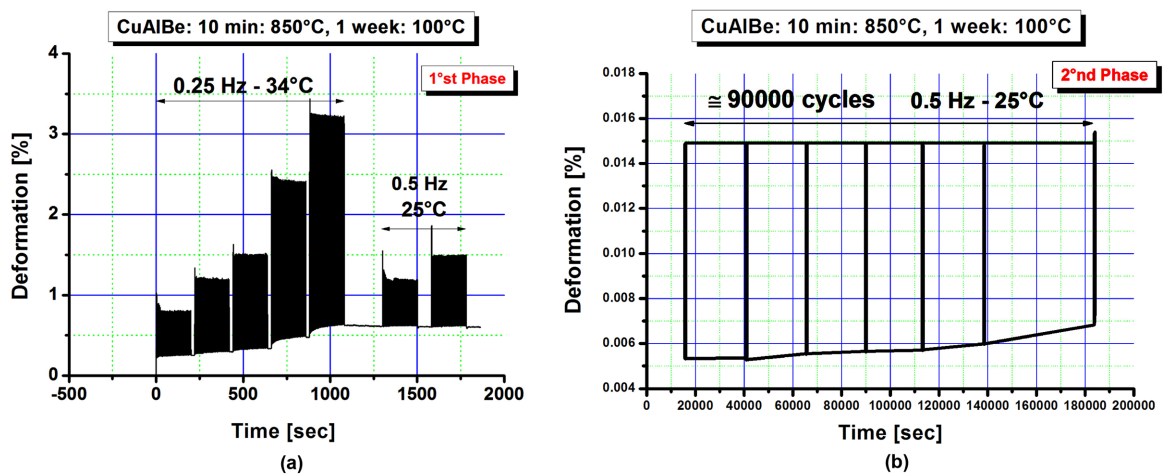 CuAlBe: 10 min: 850°C, 1 week: 100°C
1°st Phase
0.25 Hz - 34°C
0.5 Hz
25°C
Deformation [%]
4
3
2
1
0
-500 0 500 1000 1500 2000
Time [sec]
(a)
CuAlBe: 10 min: 850°C, 1 week: 100°C
2°nd Phase
≅ 90000 cycles 0.5 Hz - 25°C
Deformation [%]
0.018
0.016
0.014
0.012
0.010
0.008
0.006
0.004
0 20000 40000 60000 80000 100000 120000 140000 160000 180000 200000
Time [sec]
(b)